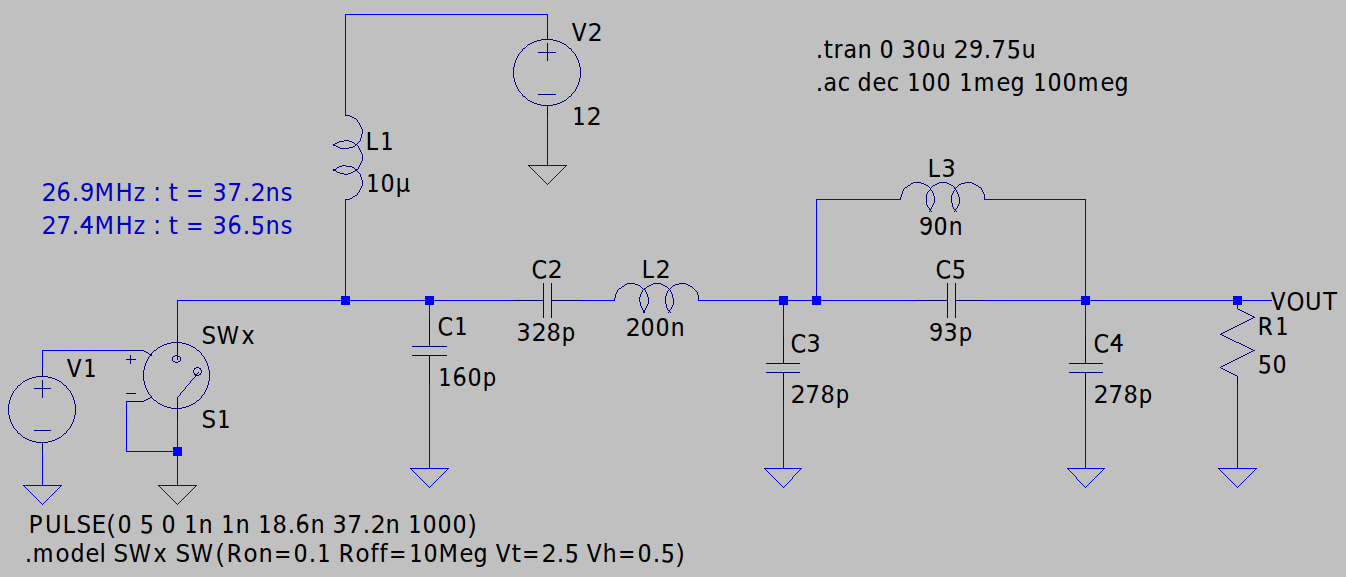 V2
12
.tran 0 30u 29.75u
.ac dec 100 1meg 100meg
L1
10µ
26.9MHz : t = 37.2ns
27.4MHz : t = 36.5ns
L3
90n
C2
328p
L2
200n
C5
93p
VOUT
SWx
S1
V1
+
−
C1
160p
C3
278p
C4
278p
R1
50
PULSE(0 5 0 1n 1n 18.6n 37.2n 1000)
.model SWx SW(Ron=0.1 Roff=10Meg Vt=2.5 Vh=0.5)